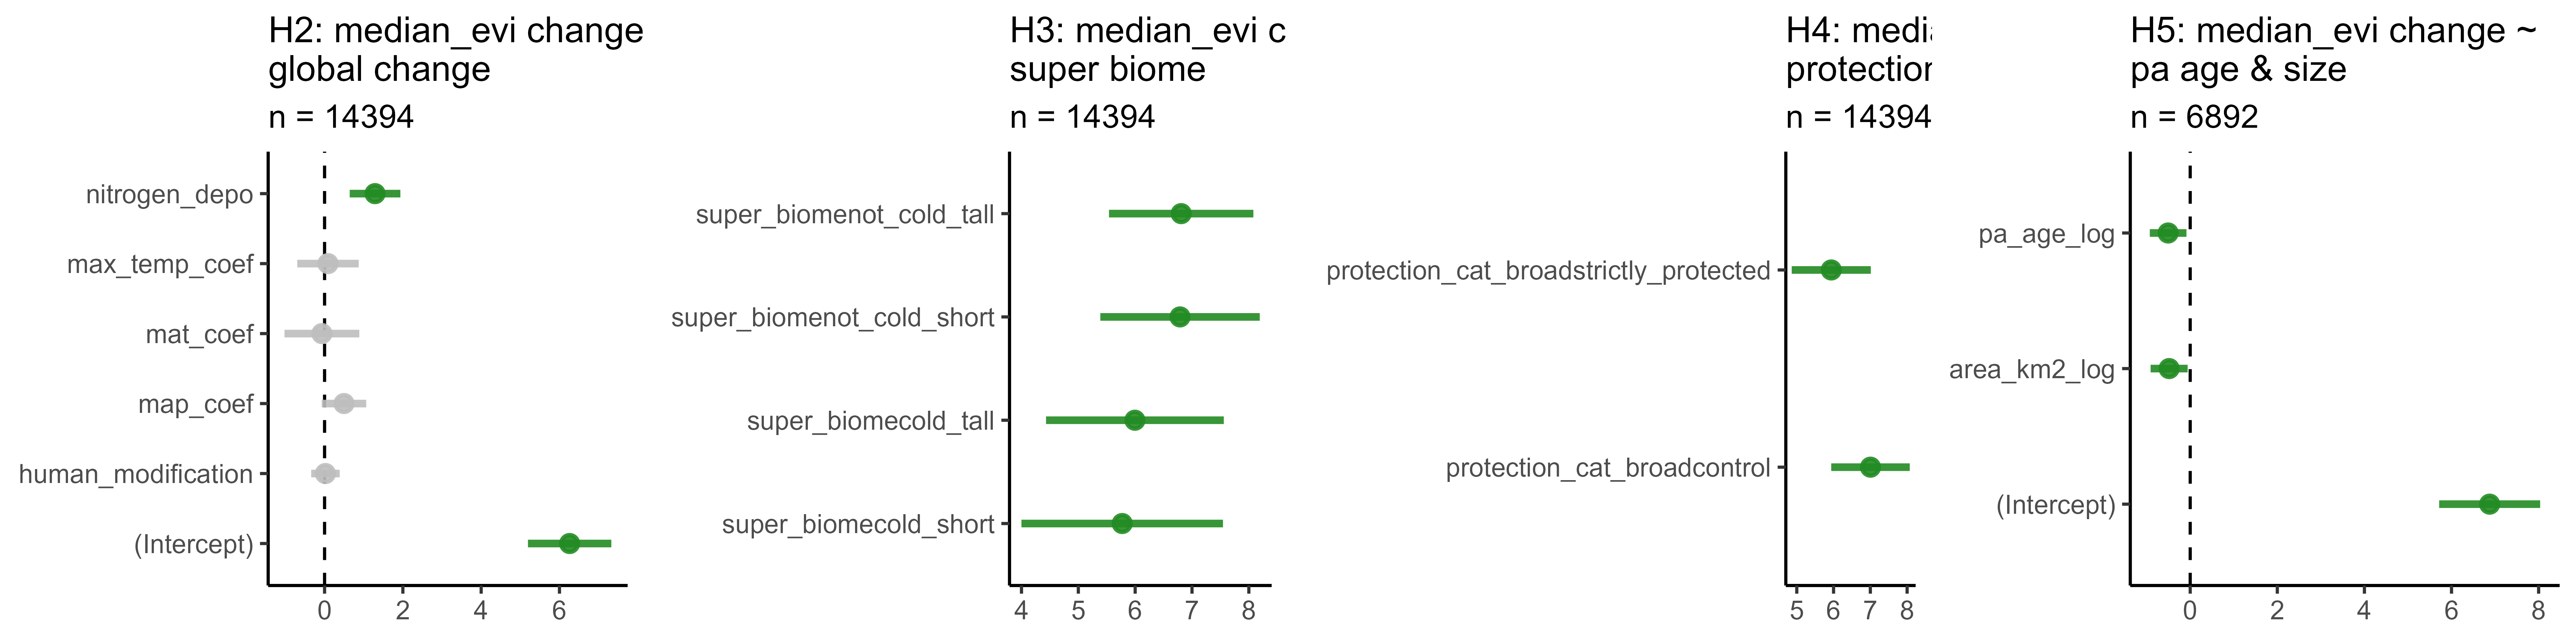 H2: median_evi change
global change
n = 14394
nitrogen_depo
max_temp_coef
mat_coef
map_coef
human_modification
(Intercept)
0 2 4 6
H3: median_evi c
super biome
n = 14394
super_biomenot_cold_tall
super_biomenot_cold_short
super_biomecold_tall
super_biomecold_short
4 5 6 7 8
H4: medi
protection
n = 14394
protection_cat_broadstrictly_protected
protection_cat_broadcontrol
5 6 7 8
H5: median_evi change ~
pa age & size
n = 6892
pa_age_log
area_km2_log
(Intercept)
0 2 4 6 8